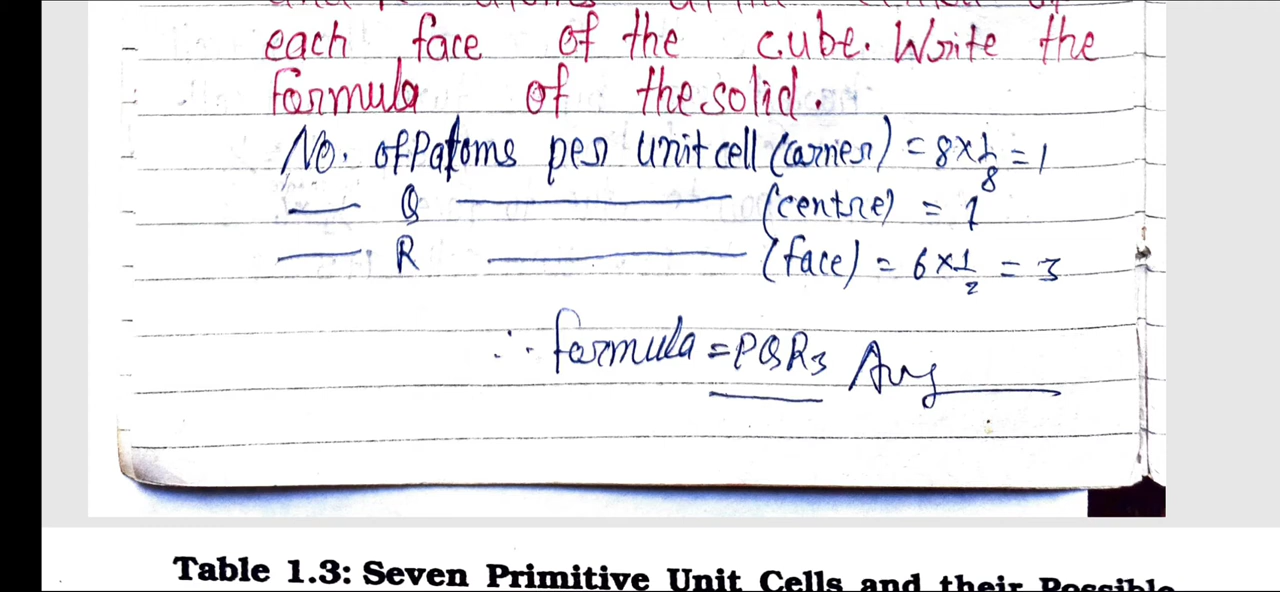 each face of the cube. Write the
formula of the solid.
No. of P atoms per unit cell (corner) = 8 × 1/8 = 1
— Q ——— (centre) = 1
— R ——— (face) = 6 × 1/2 = 3
∴ formula = PQR3 Ans
Table 1.3: Seven Primitive Unit Cells and their Possible